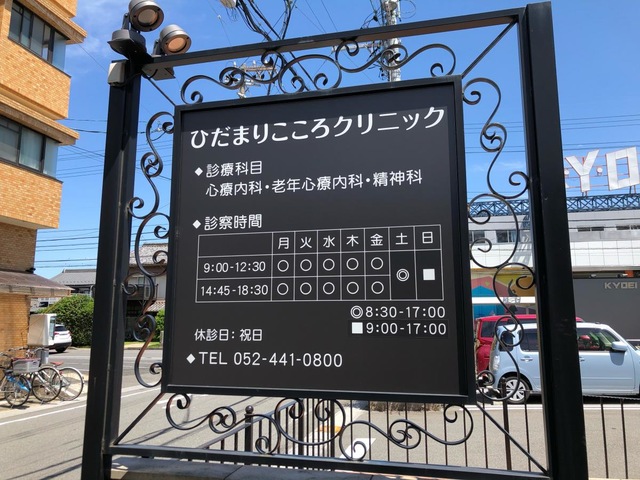 ひだまりこころクリニック
◆診療科目
心療内科・老年心療内科・精神科
◆診察時間
月 火 水 木 金 土 日
9:00-12:30 ○ ○ ○ ○ ○ ◎ ■
14:45-18:30 ○ ○ ○ ○ ○
◎8:30-17:00
■9:00-17:00
休診日：祝日
◆TEL 052-441-0800
KYOEI